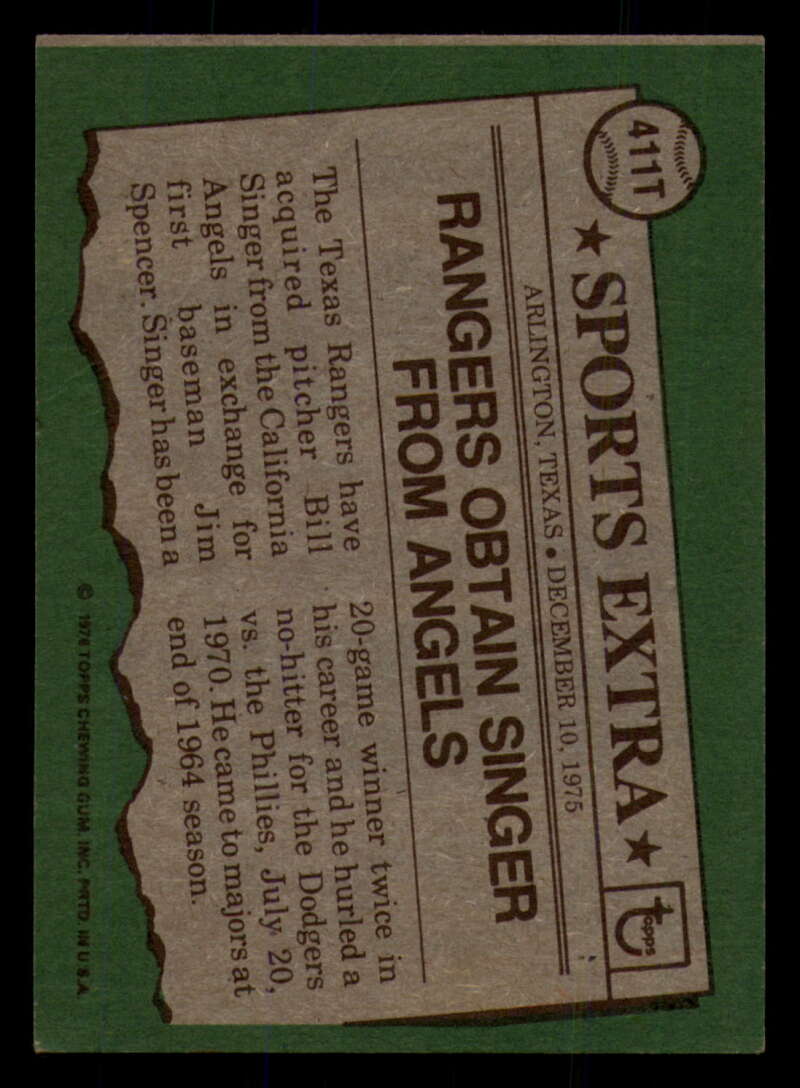 411T
★ SPORTS EXTRA ★
topps
ARLINGTON, TEXAS • DECEMBER 10, 1975
RANGERS OBTAIN SINGER
FROM ANGELS
The Texas Rangers have
acquired pitcher Bill
Singer from the California
Angels in exchange for
first baseman Jim
Spencer. Singer has been a
20-game winner twice in
his career and he hurled a
no-hitter for the Dodgers
vs. the Phillies, July 20,
1970. He came to majors at
end of 1964 season.
© 1976 TOPPS CHEWING GUM, INC. PRTD. IN U.S.A.